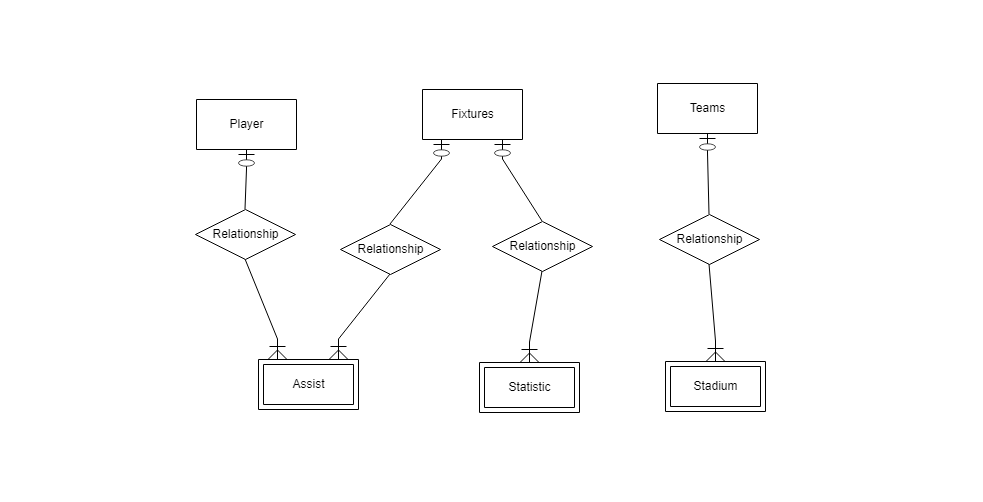 Player
Fixtures
Teams
Relationship
Relationship
Relationship
Relationship
Assist
Statistic
Stadium